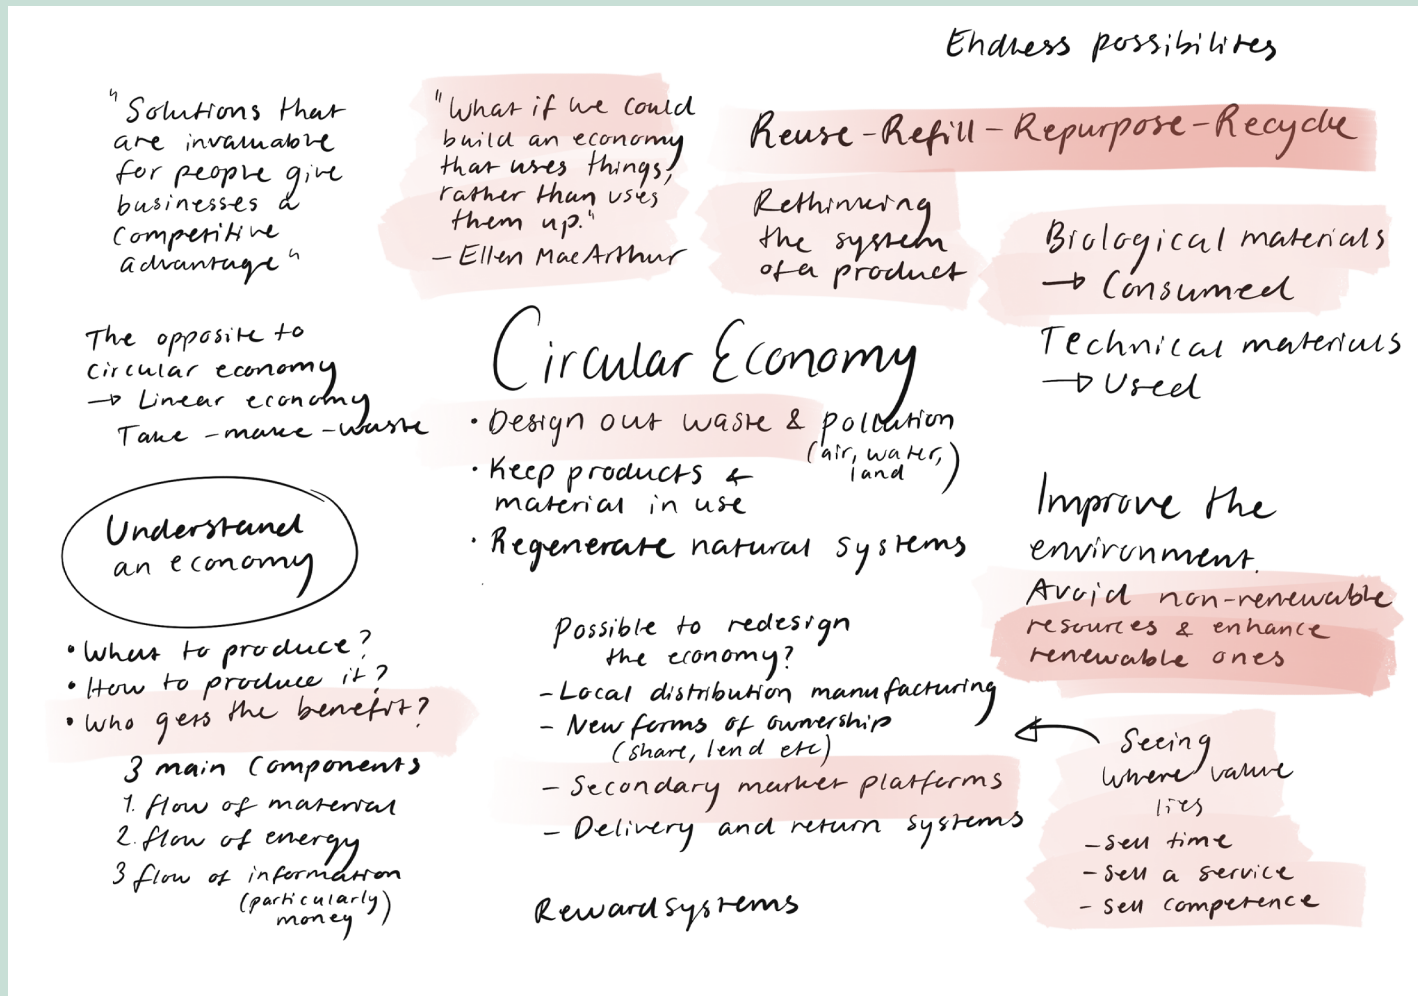 Endless possibilites
"Solutions that
are invaluable
for people give
businesses a
competitive
advantage"
"What if we could
build an economy
that uses things,
rather than uses
them up."
- Ellen MacArthur
Reuse - Refill - Repurpose - Recycle
Rethinking
the system
of a product
Biological materials
→ Consumed
Technical materials
→ Used
The opposite to
circular economy
→ Linear economy
Take - make - waste
Circular Economy
• Design out waste & pollution
(air, water,
land)
• Keep products &
material in use
• Regenerate natural systems
Understand
an economy
• What to produce?
• How to produce it?
• Who gets the benefit?
3 main components
1. flow of material
2. flow of energy
3 flow of information
(particularly
money)
Possible to redesign
the economy?
- Local distribution manufacturing
- New forms of ownership
(share, lend etc)
- Secondary market platforms
- Delivery and return systems
Reward systems
Improve the
environment.
Avoid non-renewable
resources & enhance
renewable ones
Seeing
where value
lies
- Sell time
- Sell a service
- Sell competence